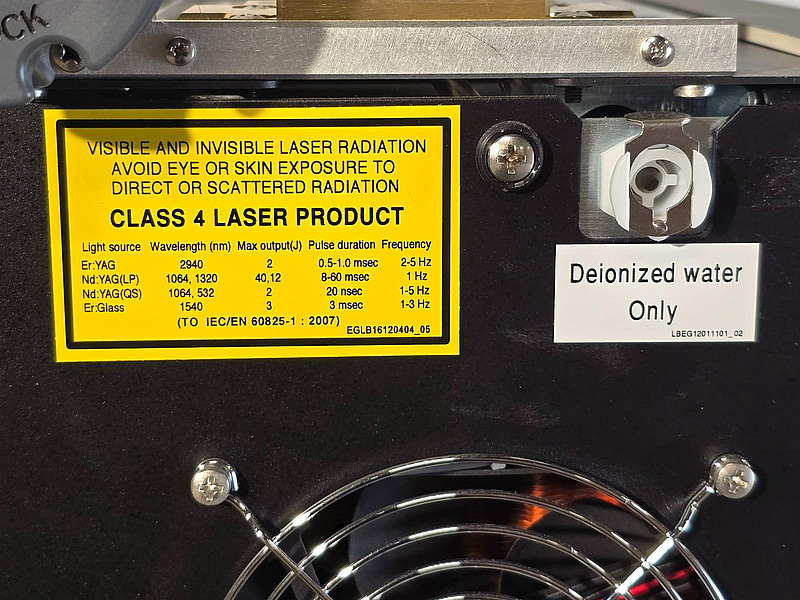 VISIBLE AND INVISIBLE LASER RADIATION
AVOID EYE OR SKIN EXPOSURE TO
DIRECT OR SCATTERED RADIATION
CLASS 4 LASER PRODUCT
Light source Wavelength (nm) Max output(J) Pulse duration Frequency
Er:YAG 2940 2 0.5-1.0 msec 2-5 Hz
Nd:YAG(LP) 1064, 1320 40,12 8-60 msec 1 Hz
Nd:YAG(QS) 1064, 532 2 20 nsec 1-5 Hz
Er:Glass 1540 3 3 msec 1-3 Hz
(TO IEC/EN 60825-1 : 2007)
EGLB16120404_05
Deionized water
Only
LBEG12011101_02